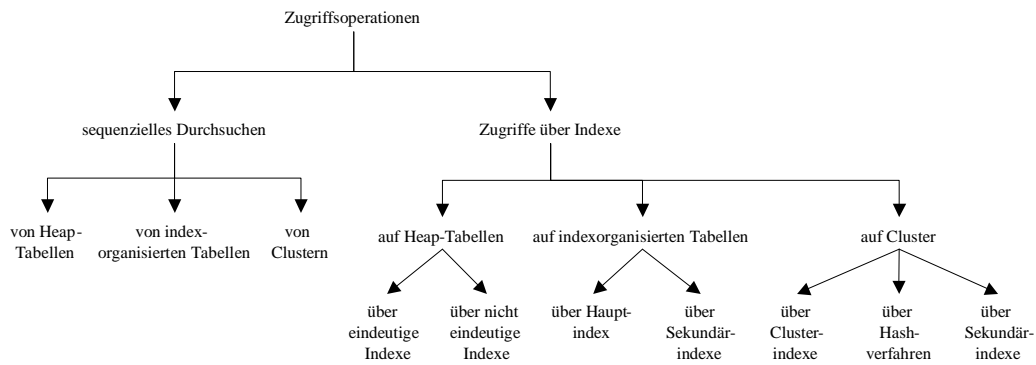 Zugriffsoperationen
sequenzielles Durchsuchen
Zugriffe über Indexe
von Heap-
Tabellen
von index-
organisierten Tabellen
von
Clustern
auf Heap-Tabellen
auf indexorganisierten Tabellen
auf Cluster
über
eindeutige
Indexe
über nicht
eindeutige
Indexe
über Haupt-
index
über
Sekundär-
indexe
über
Cluster-
indexe
über
Hash-
verfahren
über
Sekundär-
indexe